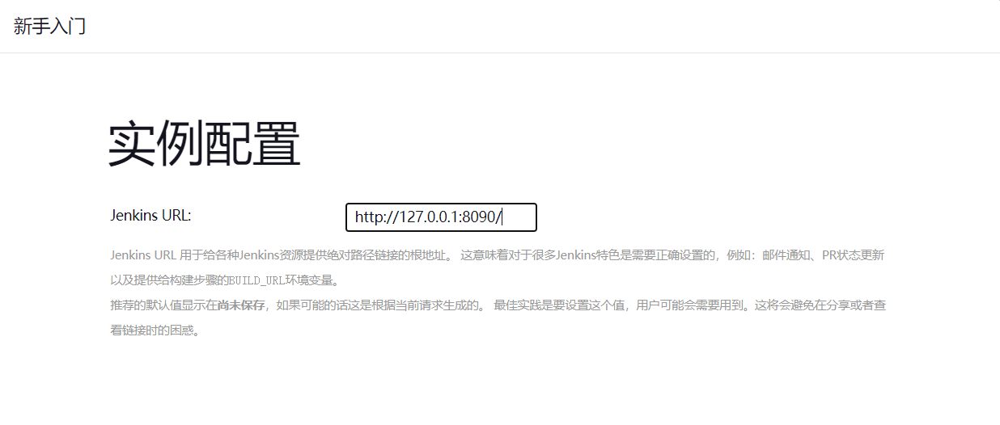 新手入门
实例配置
Jenkins URL:
http://127.0.0.1:8090/
Jenkins URL 用于给各种Jenkins资源提供绝对路径链接的根地址。 这意味着对于很多Jenkins特色是需要正确设置的，例如：邮件通知、PR状态更新
以及提供给构建步骤的BUILD_URL环境变量。
推荐的默认值显示在尚未保存，如果可能的话这是根据当前请求生成的。 最佳实践是要设置这个值，用户可能会需要用到。这将会避免在分享或者查
看链接时的困惑。